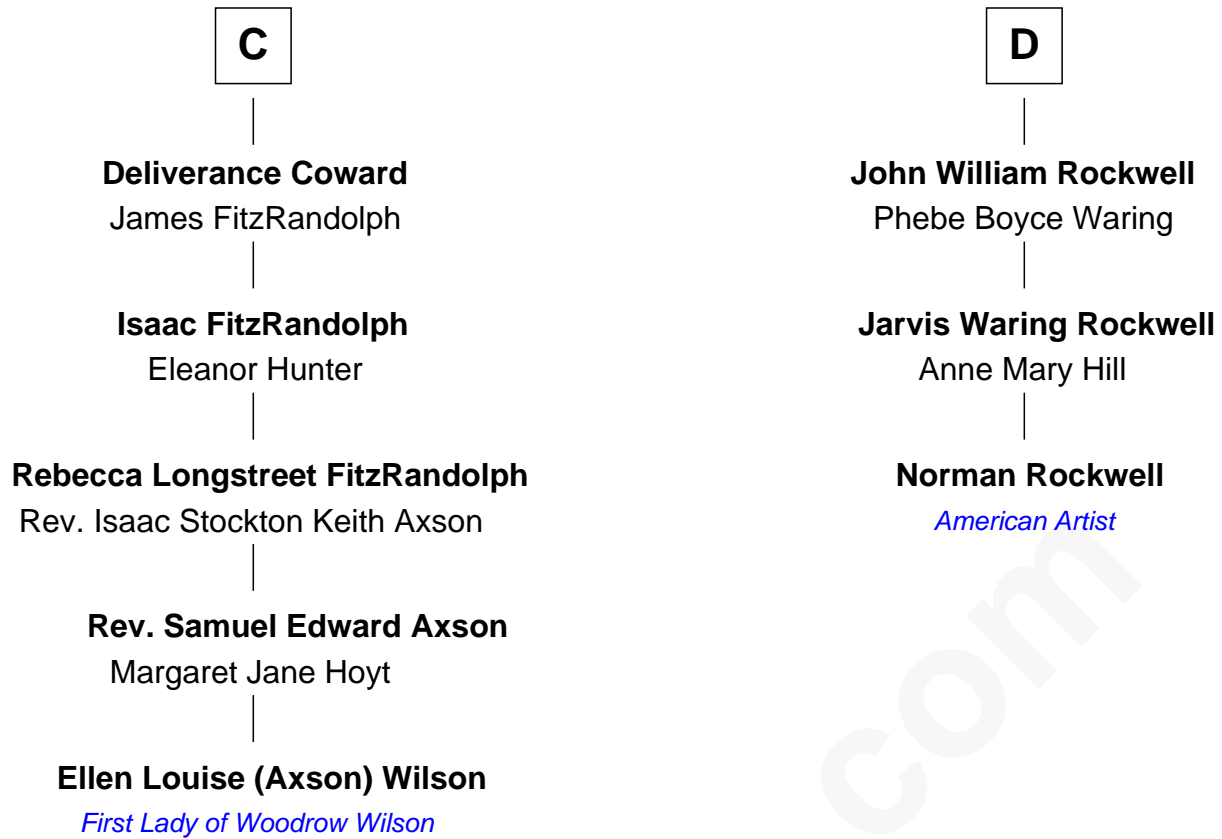 C
Deliverance Coward
James FitzRandolph
Isaac FitzRandolph
Eleanor Hunter
Rebecca Longstreet FitzRandolph
Rev. Isaac Stockton Keith Axson
Rev. Samuel Edward Axson
Margaret Jane Hoyt
Ellen Louise (Axson) Wilson
First Lady of Woodrow Wilson
D
John William Rockwell
Phebe Boyce Waring
Jarvis Waring Rockwell
Anne Mary Hill
Norman Rockwell
American Artist
com